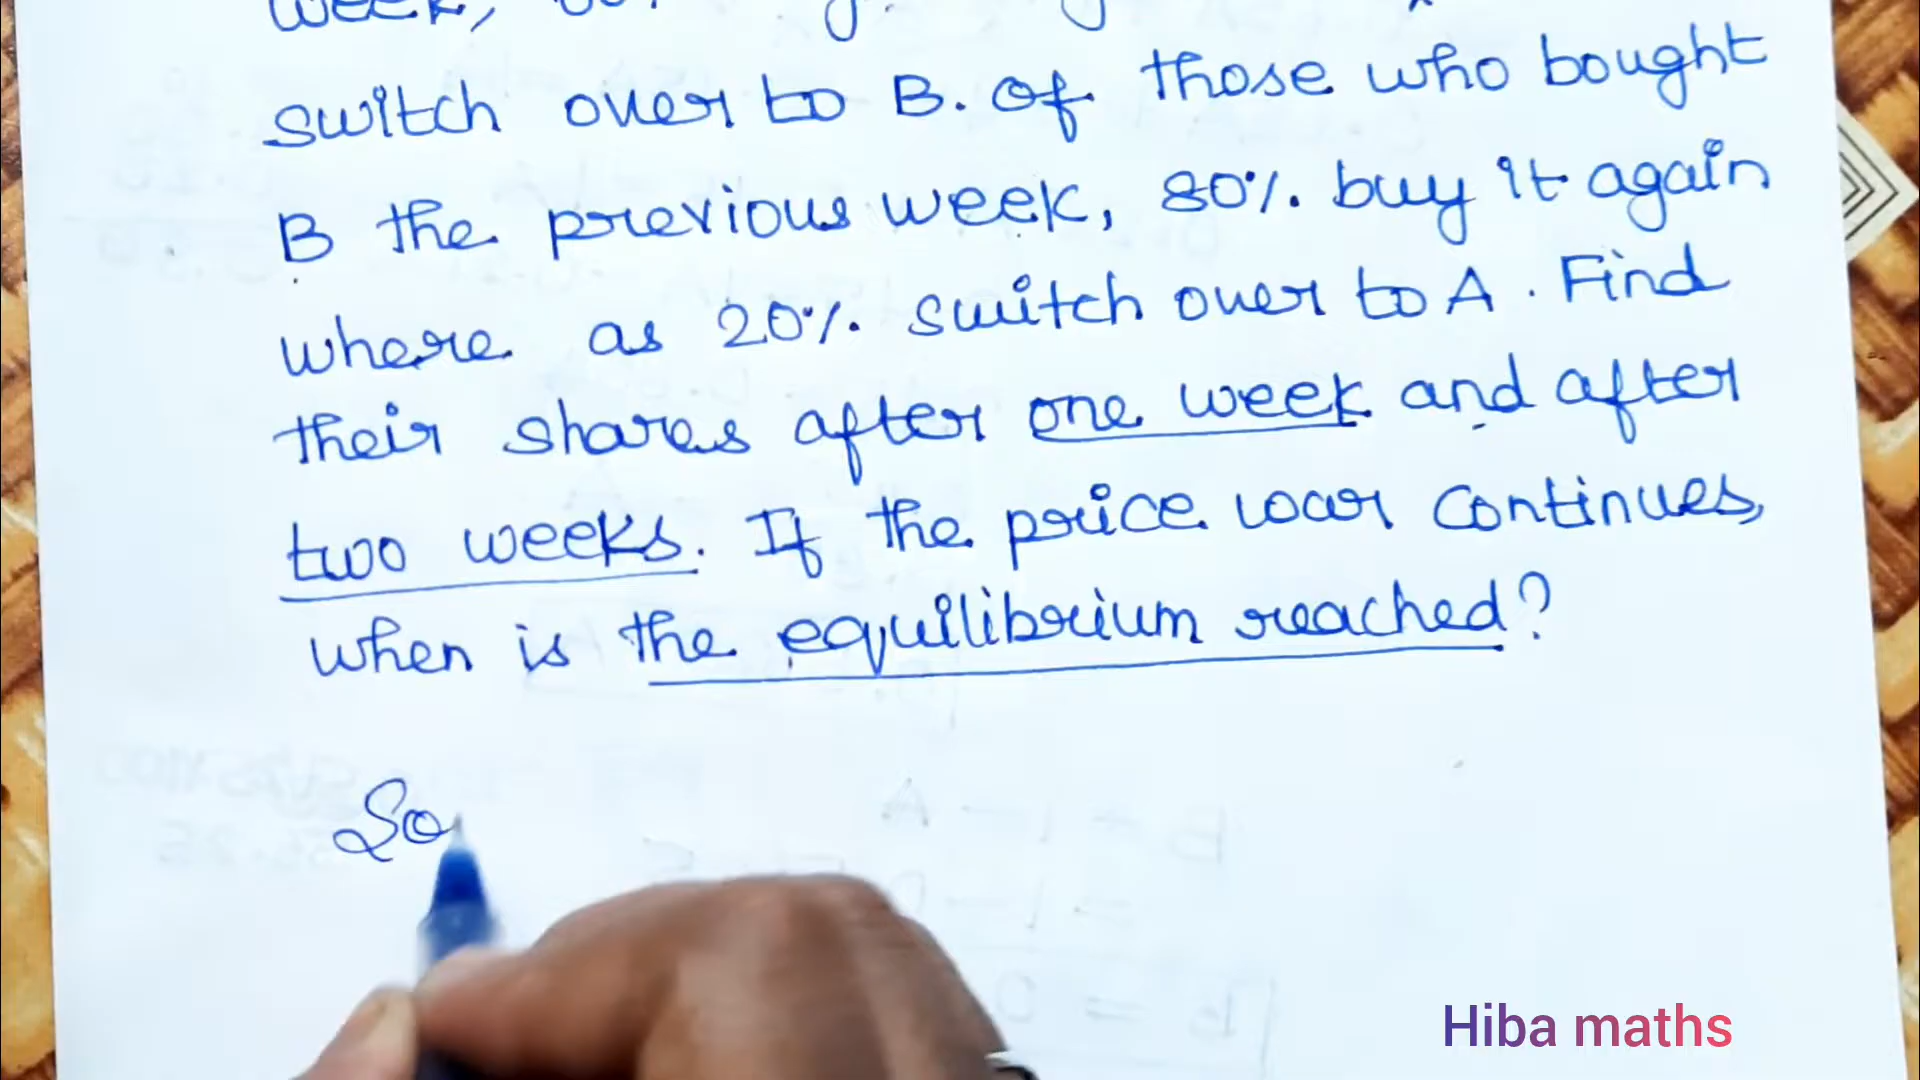 week,
switch over to B. Of those who bought
B the previous week, 80%. buy it again
where as 20%. switch over to A. Find
their shares after one week and after
two weeks. If the price war continues,
when is the equilibrium reached?
So
Hiba maths